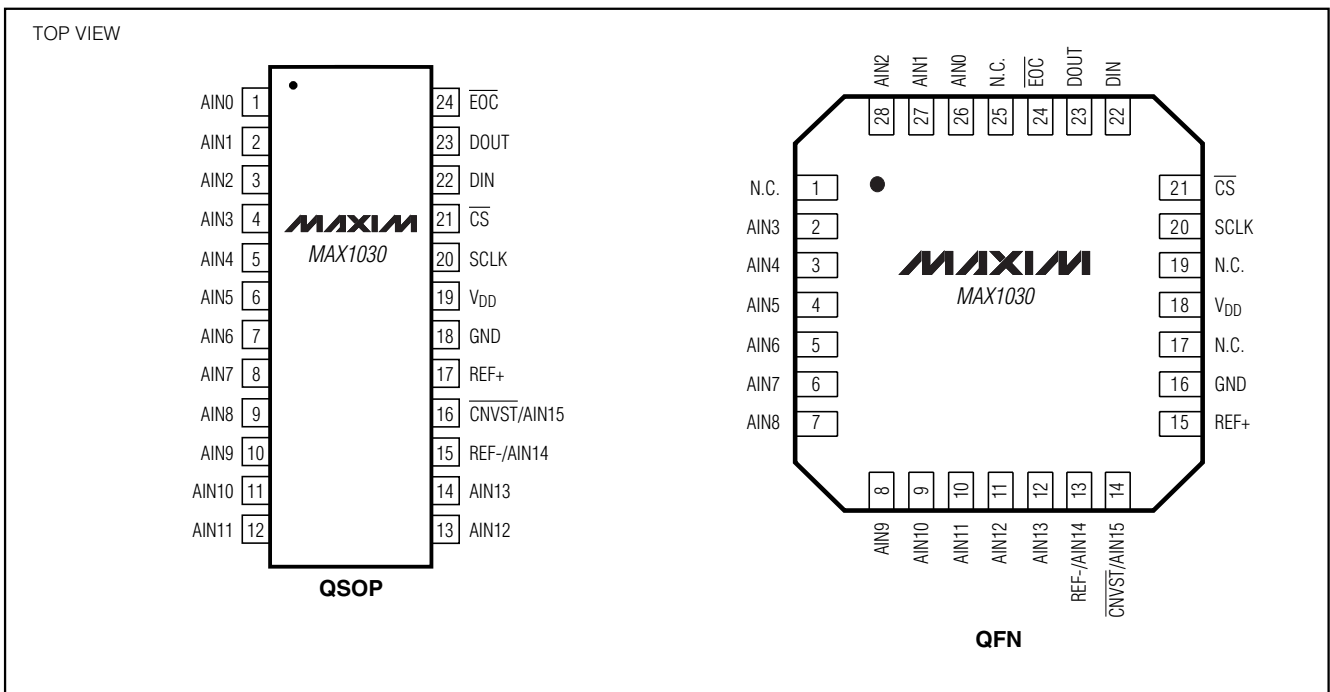 TOP VIEW
AIN0 1
AIN1 2
AIN2 3
AIN3 4
AIN4 5
AIN5 6
AIN6 7
AIN7 8
AIN8 9
AIN9 10
AIN10 11
AIN11 12
MAXIM
MAX1030
24 EOC
23 DOUT
22 DIN
21 CS
20 SCLK
19 VDD
18 GND
17 REF+
16 CNVST/AIN15
15 REF-/AIN14
14 AIN13
13 AIN12
QSOP
AIN2 28
AIN1 27
AIN0 26
N.C. 25
EOC 24
DOUT 23
DIN 22
N.C. 1
AIN3 2
AIN4 3
AIN5 4
AIN6 5
AIN7 6
AIN8 7
MAXIM
MAX1030
21 CS
20 SCLK
19 N.C.
18 VDD
17 N.C.
16 GND
15 REF+
8 AIN9
9 AIN10
10 AIN11
11 AIN12
12 AIN13
13 REF-/AIN14
14 CNVST/AIN15
QFN